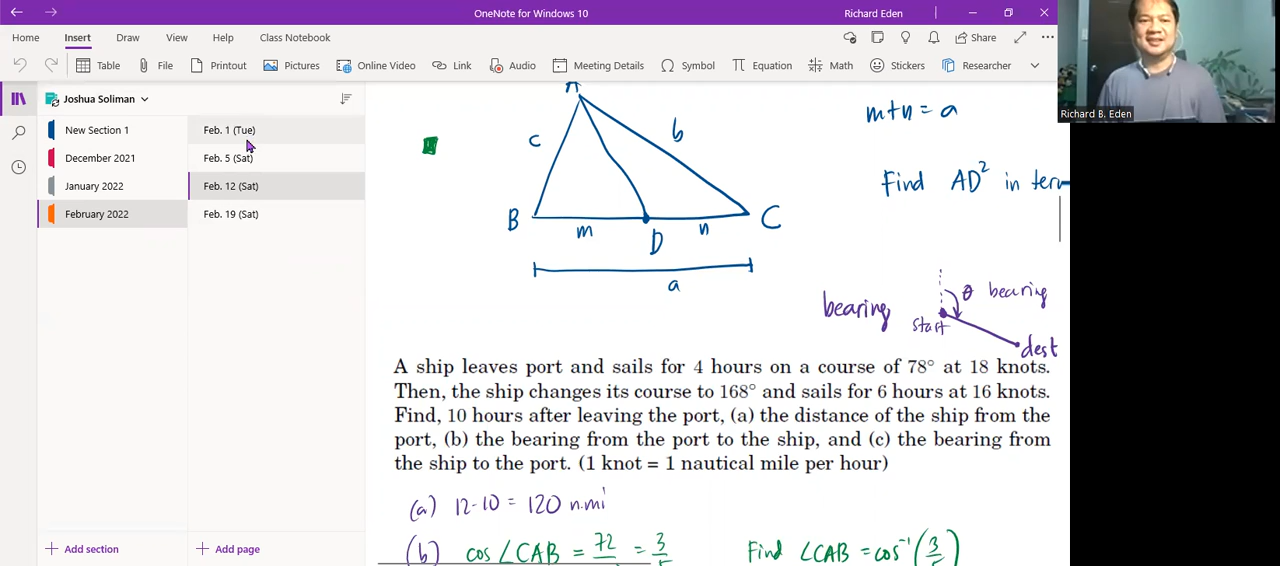 OneNote for Windows 10
Richard Eden
Home Insert Draw View Help Class Notebook
Share
Table File Printout Pictures Online Video Link Audio Meeting Details Symbol Equation Math Stickers Researcher
Richard B. Eden
Joshua Soliman
New Section 1
December 2021
January 2022
February 2022
Feb. 1 (Tue)
Feb. 5 (Sat)
Feb. 12 (Sat)
Feb. 19 (Sat)
Add section
Add page
A
c
b
B
m
D
n
C
a
m+n = a
Find AD² in term
bearing
θ bearing
start
dest
A ship leaves port and sails for 4 hours on a course of 78° at 18 knots.
Then, the ship changes its course to 168° and sails for 6 hours at 16 knots.
Find, 10 hours after leaving the port, (a) the distance of the ship from the
port, (b) the bearing from the port to the ship, and (c) the bearing from
the ship to the port. (1 knot = 1 nautical mile per hour)
(a) 12·10 = 120 n.mi
(b) cos ∠CAB = 72/ = 3/5 Find ∠CAB = cos⁻¹(3/5)